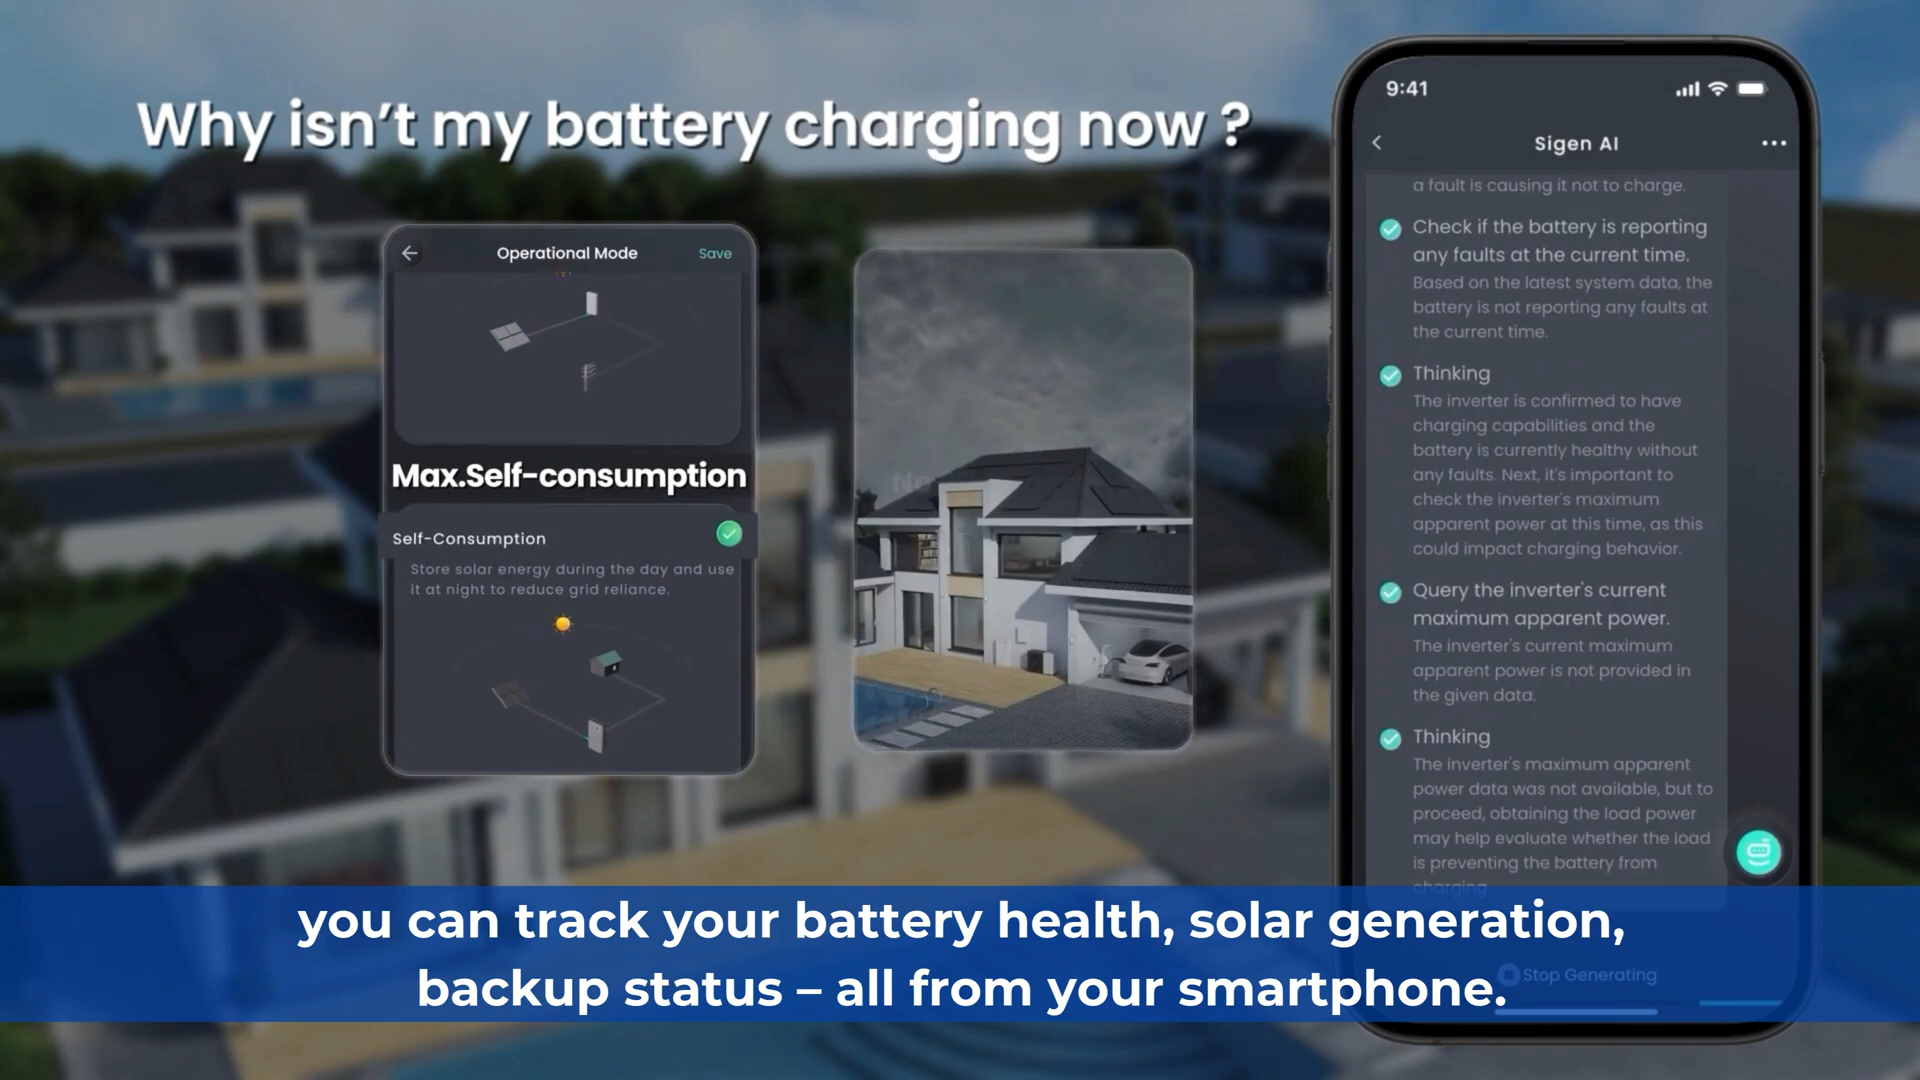 Why isn't my battery charging now ?
Operational Mode
Save
Max.Self-consumption
Self-Consumption
Store solar energy during the day and use
it at night to reduce grid reliance.
9:41
Sigen AI
a fault is causing it not to charge.
Check if the battery is reporting
any faults at the current time.
Based on the latest system data, the
battery is not reporting any faults at
the current time.
Thinking
The inverter is confirmed to have
charging capabilities and the
battery is currently healthy without
any faults. Next, it's important to
check the inverter's maximum
apparent power at this time, as this
could impact charging behavior.
Query the inverter's current
maximum apparent power.
The inverter's current maximum
apparent power is not provided in
the given data.
Thinking
The inverter's maximum apparent
power data was not available, but to
proceed, obtaining the load power
may help evaluate whether the load
is preventing the battery from
charging
Stop Generating
you can track your battery health, solar generation,
backup status – all from your smartphone.